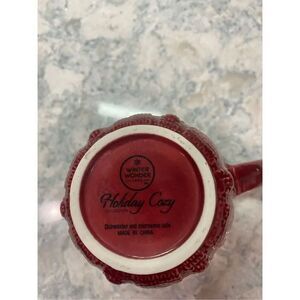 WINTER
WONDER
Holiday Cozy
Dishwasher and microwave safe
MADE IN CHINA